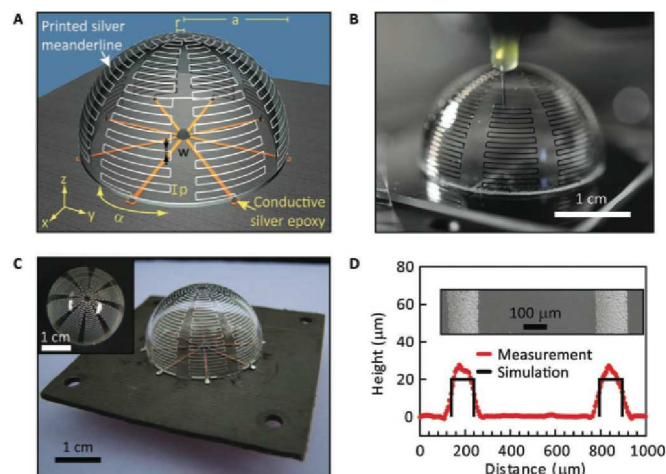 A
Printed silver
meanderline
r
a
w
lp
α
z
y
x
Conductive
silver epoxy
B
1 cm
C
1 cm
1 cm
D
80
60
40
20
0
Height (μm)
100 μm
Measurement
Simulation
0 200 400 600 800 1000
Distance (μm)